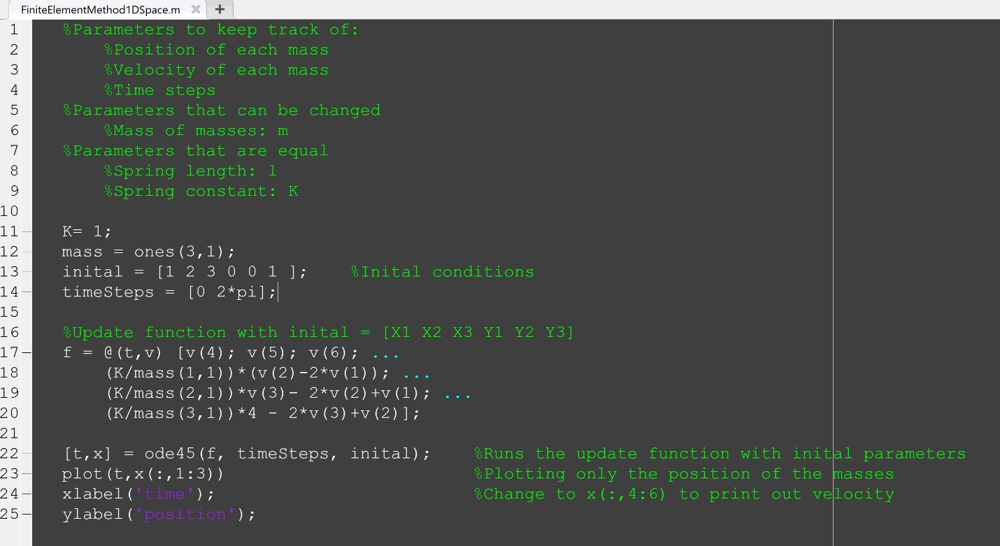 FiniteElementMethod1DSpace.m × +
1 %Parameters to keep track of:
2 %Position of each mass
3 %Velocity of each mass
4 %Time steps
5 %Parameters that can be changed
6 %Mass of masses: m
7 %Parameters that are equal
8 %Spring length: l
9 %Spring constant: K
10
11 K= 1;
12 mass = ones(3,1);
13 inital = [1 2 3 0 0 1 ]; %Inital conditions
14 timeSteps = [0 2*pi];
15
16 %Update function with inital = [X1 X2 X3 Y1 Y2 Y3]
17 f = @(t,v) [v(4); v(5); v(6); ...
18 (K/mass(1,1))*(v(2)-2*v(1)); ...
19 (K/mass(2,1))*v(3)- 2*v(2)+v(1); ...
20 (K/mass(3,1))*4 - 2*v(3)+v(2)];
21
22 [t,x] = ode45(f, timeSteps, inital); %Runs the update function with inital parameters
23 plot(t,x(:,1:3)) %Plotting only the position of the masses
24 xlabel('time'); %Change to x(:,4:6) to print out velocity
25 ylabel('position');